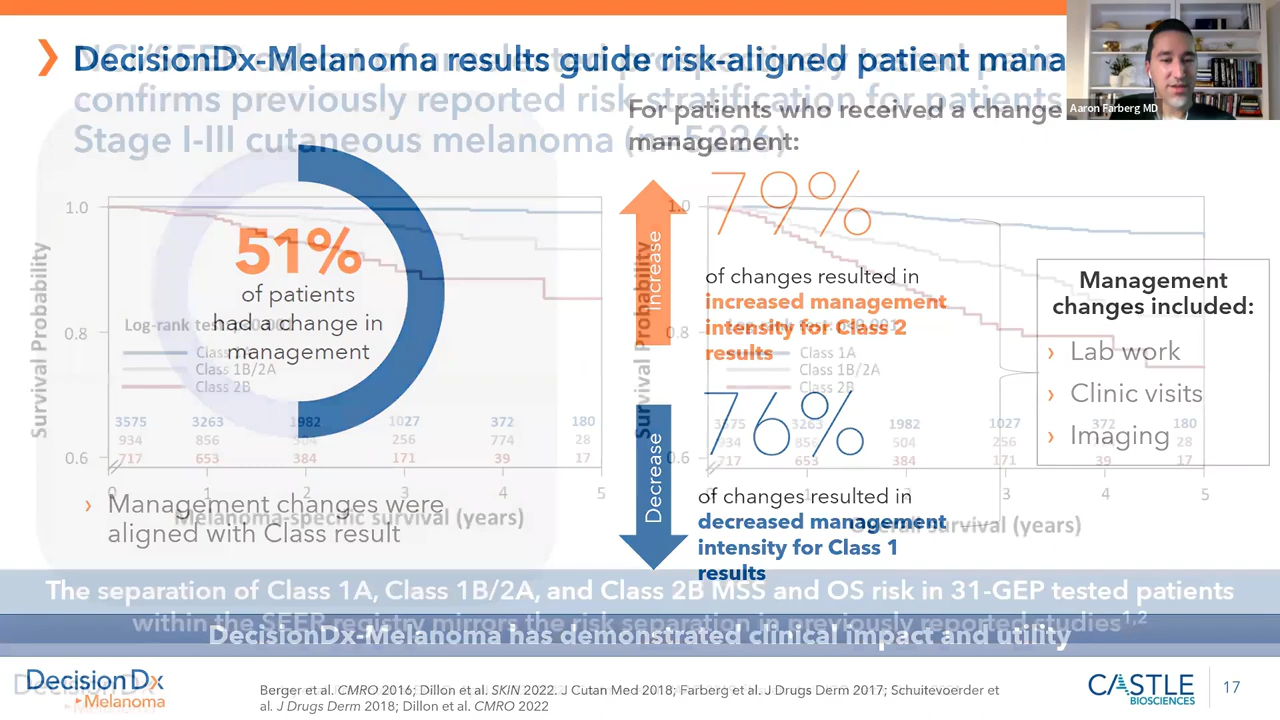 DecisionDx-Melanoma results guide risk-aligned patient mana
confirms previously reported risk stratification for patients
Stage I-III cutaneous melanoma (n=5226)
Aaron Farberg MD
For patients who received a change
management:
51%
of patients
had a change in
management
› Management changes were
aligned with Class result
Increase
79%
of changes resulted in
increased management
intensity for Class 2
results
Decrease
76%
of changes resulted in
decreased management
intensity for Class 1
results
Management
changes included:
› Lab work
› Clinic visits
› Imaging
Survival Probability
1.0
0.8
0.6
Log-rank test p<0.001
Class 1A
Class 1B/2A
Class 2B
3575 3263 1982 1027 372 180
934 856 504 256 774 28
717 653 384 171 39 17
0 1 2 3 4 5
Melanoma-specific survival (years)
Survival Probability
1.0
0.8
0.6
Class 1A
Class 1B/2A
Class 2B
3575 3263 1982 1027 372 180
934 856 504 256 28
717 653 384 171 39 17
0 1 3 4 5
Overall survival (years)
The separation of Class 1A, Class 1B/2A, and Class 2B MSS and OS risk in 31-GEP tested patients
within the SEER registry mirrors the risk separation in previously reported studies1,2
DecisionDx-Melanoma has demonstrated clinical impact and utility
DecisionDx
Melanoma
Berger et al. CMRO 2016; Dillon et al. SKIN 2022. J Cutan Med 2018; Farberg et al. J Drugs Derm 2017; Schuitevoerder et
al. J Drugs Derm 2018; Dillon et al. CMRO 2022
CASTLE
BIOSCIENCES
17